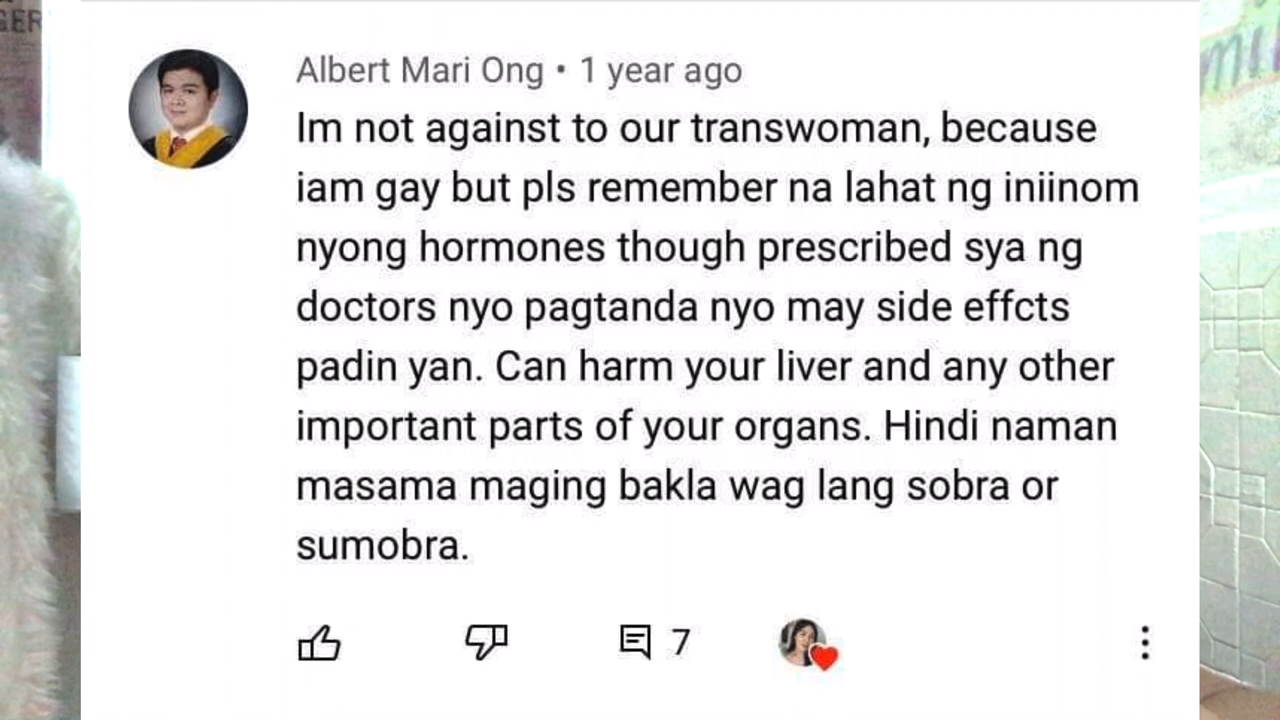 GER
Albert Mari Ong • 1 year ago
Im not against to our transwoman, because
iam gay but pls remember na lahat ng iniinom
nyong hormones though prescribed sya ng
doctors nyo pagtanda nyo may side effcts
padin yan. Can harm your liver and any other
important parts of your organs. Hindi naman
masama maging bakla wag lang sobra or
sumobra.
7